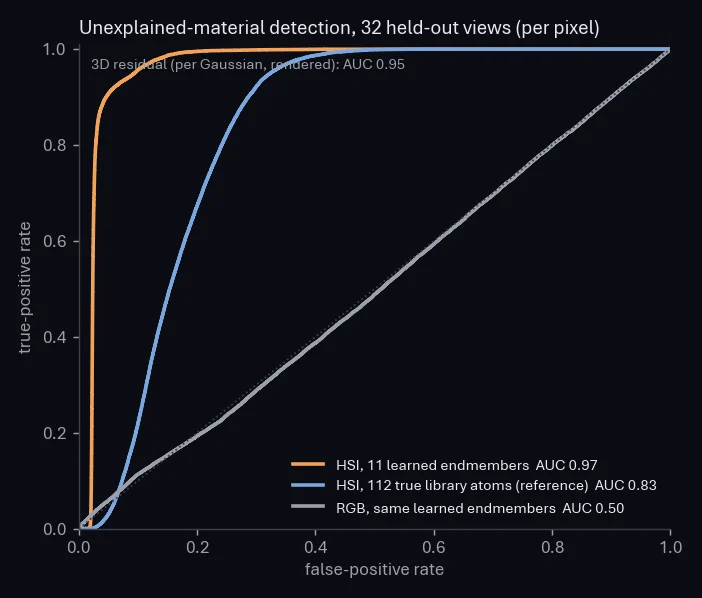 Unexplained-material detection, 32 held-out views (per pixel)
1.0
3D residual (per Gaussian, rendered): AUC 0.95
0.8
0.6
true-positive rate
0.4
0.2
HSI, 11 learned endmembers AUC 0.97
HSI, 112 true library atoms (reference) AUC 0.83
RGB, same learned endmembers AUC 0.50
0.0
0.0 0.2 0.4 0.6 0.8 1.0
false-positive rate